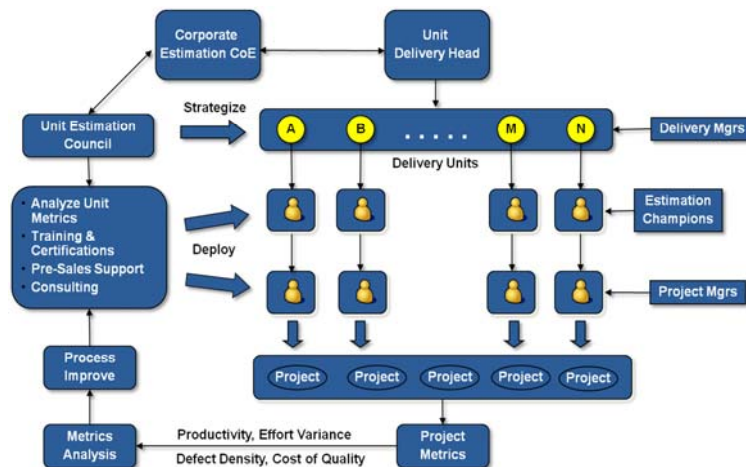 Corporate
Estimation CoE
Unit
Delivery Head
Strategize
Unit Estimation
Council
A
B
. . . . .
M
N
Delivery Mgrs
Delivery Units
• Analyze Unit
Metrics
• Training &
Certifications
• Pre-Sales Support
• Consulting
Deploy
Estimation
Champions
Project Mgrs
Process
Improve
Project
Project
Project
Project
Project
Metrics
Analysis
Productivity, Effort Variance
Defect Density, Cost of Quality
Project
Metrics